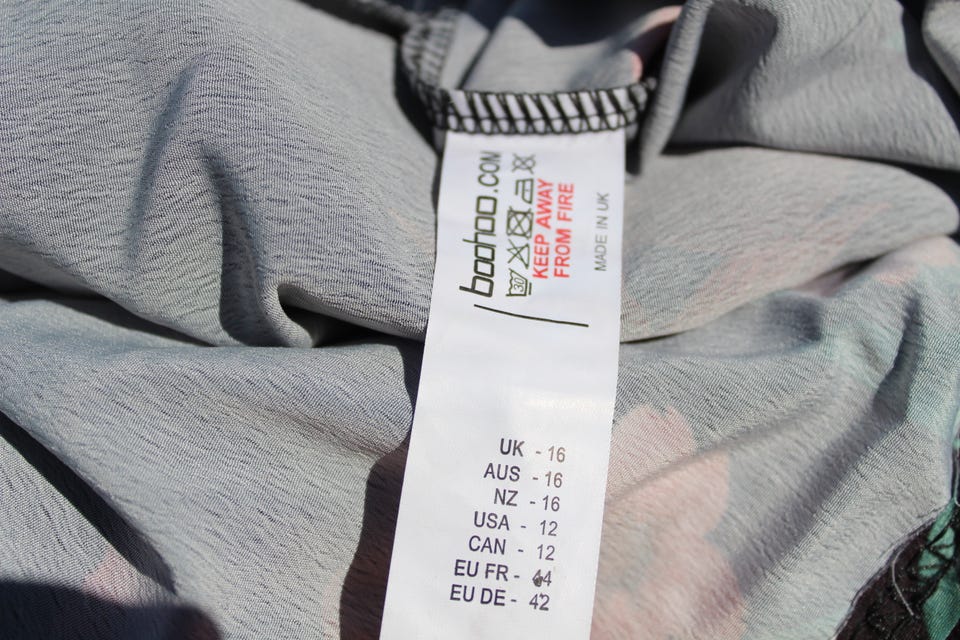 boohoo.COM
30
KEEP AWAY
FROM FIRE
MADE IN UK
UK - 16
AUS - 16
NZ - 16
USA - 12
CAN - 12
EU FR - 44
EU DE - 42